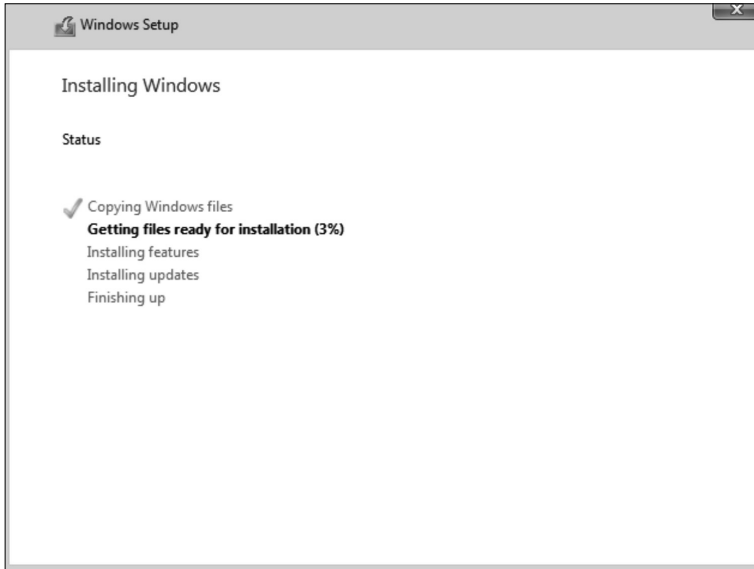 Windows Setup
Installing Windows
Status
Copying Windows files
Getting files ready for installation (3%)
Installing features
Installing updates
Finishing up